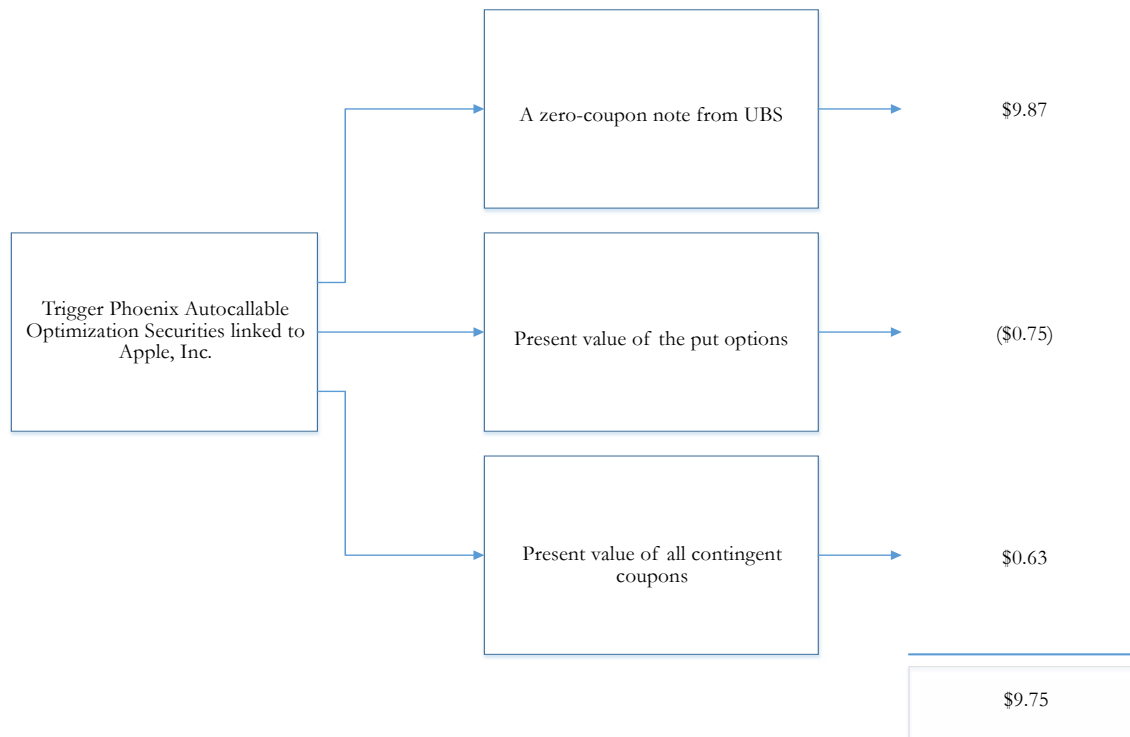 A zero-coupon note from UBS
$9.87
Trigger Phoenix Autocallable
Optimization Securities linked to
Apple, Inc.
Present value of the put options
($0.75)
Present value of all contingent
coupons
$0.63
$9.75